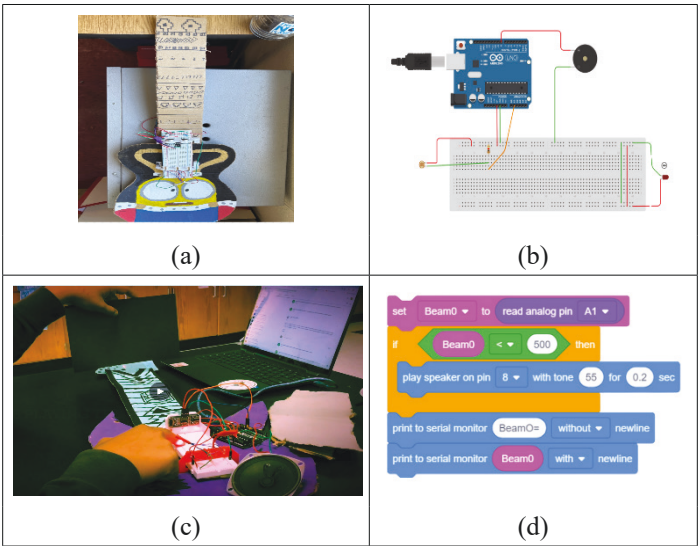 (a)
UNO
(b)
(c)
set Beam0 to read analog pin A1
if Beam0 < 500 then
play speaker on pin 8 with tone 55 for 0.2 sec
print to serial monitor BeamO= without newline
print to serial monitor Beam0 with newline
(d)